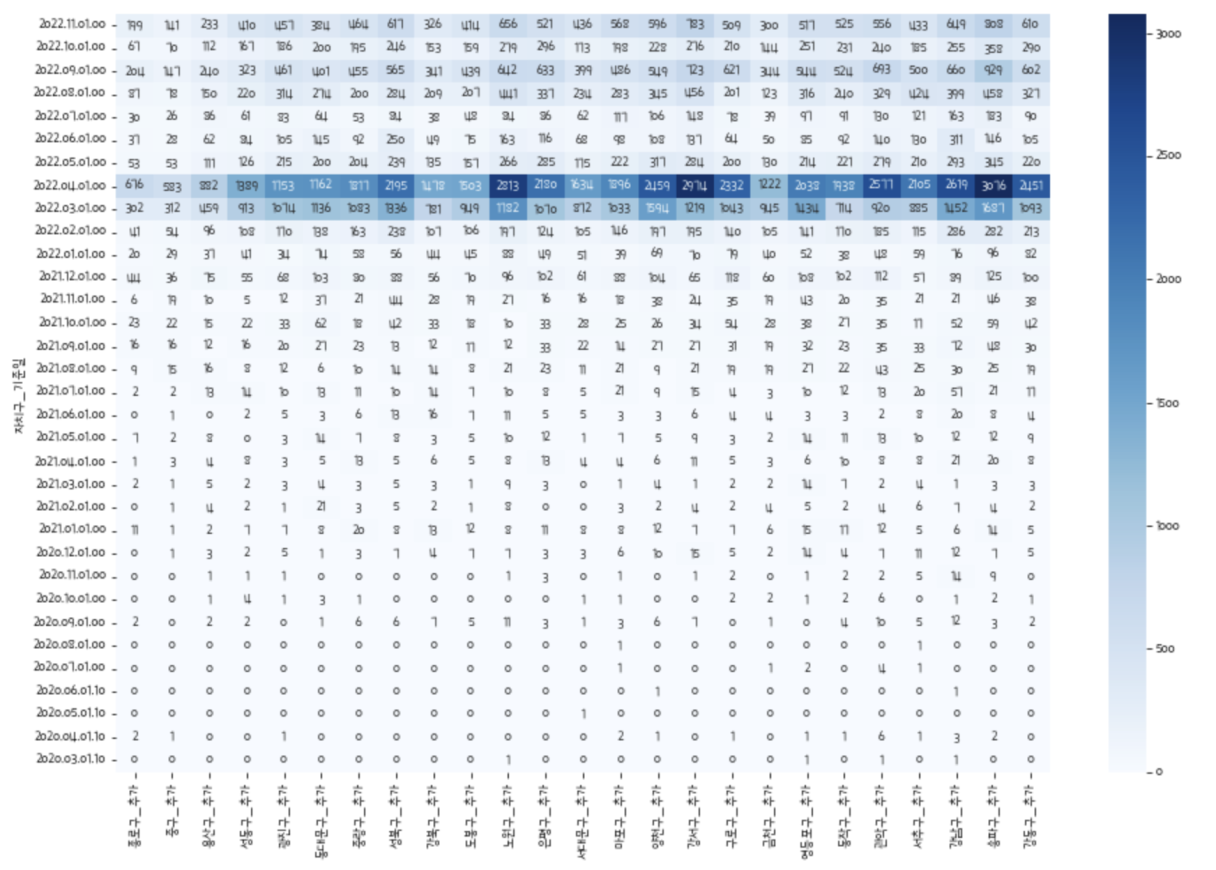 2022.11.01.00 199 141 233 410 457 384 464 617 326 414 656 521 436 568 596 783 509 300 517 525 556 433 649 808 610
2022.10.01.00 67 70 112 167 186 200 195 246 153 159 279 296 173 198 228 276 210 144 251 231 240 185 255 358 290
2022.09.01.00 204 147 240 323 461 401 455 565 341 439 642 633 399 486 549 723 621 344 544 524 693 500 660 929 602
2022.08.01.00 87 78 150 220 314 274 200 284 209 207 441 337 234 283 345 456 201 123 316 240 329 424 399 458 327
2022.07.01.00 30 26 86 61 83 64 53 84 38 48 84 86 62 117 106 148 78 39 97 91 130 121 163 183 90
2022.06.01.00 37 28 62 84 105 145 92 250 49 75 163 116 68 98 108 137 64 50 85 92 140 130 311 146 105
2022.05.01.00 53 53 111 126 215 200 204 239 135 157 266 285 175 222 317 284 200 130 214 221 279 210 293 345 220
2022.04.01.00 676 583 882 1389 1153 1162 1877 2195 1478 1503 2813 2180 1634 1896 2459 2974 2332 1222 2038 1938 2577 2105 2619 3076 2451
2022.03.01.00 302 312 459 913 1074 1136 1083 1336 781 949 1782 1070 872 1033 1594 1219 1043 945 1434 714 920 885 1452 1687 1093
2022.02.01.00 41 54 96 108 170 138 163 238 107 106 197 124 105 146 197 195 140 105 141 170 185 115 286 282 213
2022.01.01.00 20 29 37 41 34 74 58 56 44 45 88 49 51 39 69 70 79 40 52 38 48 59 76 96 82
2021.12.01.00 44 36 75 55 68 103 80 88 56 70 96 102 61 88 104 65 118 60 108 102 112 57 89 125 100
2021.11.01.00 6 19 10 5 12 37 21 44 28 19 27 16 16 18 38 24 35 19 43 20 35 21 21 46 38
2021.10.01.00 23 22 15 22 33 62 18 42 33 18 10 33 28 25 26 34 54 28 38 21 35 11 52 59 42
2021.09.01.00 16 16 12 16 20 21 23 13 12 11 12 33 22 14 21 21 31 19 32 23 35 33 72 48 30
2021.08.01.00 9 15 16 8 12 6 10 14 14 8 21 23 11 21 9 21 19 19 21 22 43 25 30 25 19
2021.07.01.00 2 2 13 14 10 13 11 10 14 7 10 8 5 21 9 15 4 3 10 12 13 20 57 21 17
2021.06.01.00 0 1 0 2 5 3 6 13 16 7 11 5 5 3 3 6 4 4 3 3 2 8 20 8 4
2021.05.01.00 7 2 8 0 3 14 7 8 3 5 10 12 1 7 5 9 3 2 14 11 13 10 12 12 9
2021.04.01.00 1 3 4 8 3 5 13 5 6 5 8 13 4 4 6 11 5 3 6 10 8 8 21 20 8
2021.03.01.00 2 1 5 2 3 4 3 5 3 1 9 3 0 1 4 1 2 2 14 7 2 4 1 3 3
2021.02.01.00 0 1 4 2 1 21 3 5 2 1 8 0 0 3 2 4 2 4 5 2 4 6 7 4 2
2021.01.01.00 11 1 2 7 7 8 20 8 13 12 8 11 8 8 12 7 7 6 15 17 12 5 6 14 5
2020.12.01.00 0 1 3 2 5 1 3 7 4 7 7 3 3 6 10 15 5 2 14 4 7 11 12 7 5
2020.11.01.00 0 0 1 1 1 0 0 0 0 0 1 3 0 1 0 1 2 0 1 2 2 5 14 9 0
2020.10.01.00 0 0 1 4 1 3 1 0 0 0 0 0 1 1 0 0 2 2 1 2 6 0 1 2 1
2020.09.01.00 2 0 2 2 0 1 6 6 7 5 11 3 1 3 6 7 0 1 0 4 10 5 12 3 2
2020.08.01.00 0 0 0 0 0 0 0 0 0 0 0 0 0 1 0 0 0 0 0 0 0 1 0 0 0
2020.07.01.00 0 0 0 0 0 0 0 0 0 0 0 0 0 1 0 0 0 1 2 0 4 1 0 0 0
2020.06.01.10 0 0 0 0 0 0 0 0 0 0 0 0 0 0 1 0 0 0 0 0 0 0 1 0 0
2020.05.01.10 0 0 0 0 0 0 0 0 0 0 0 0 1 0 0 0 0 0 0 0 0 0 0 0 0
2020.04.01.10 2 1 0 0 1 0 0 0 0 0 0 0 0 2 1 0 1 0 1 1 6 1 3 2 0
2020.03.01.10 0 0 0 0 0 0 0 0 0 0 1 0 0 0 0 0 0 0 1 0 1 0 1 0 0
자치구_기준일
종로구_추가
중구_추가
용산구_추가
성동구_추가
광진구_추가
동대문구_추가
중랑구_추가
성북구_추가
강북구_추가
도봉구_추가
노원구_추가
은평구_추가
서대문구_추가
마포구_추가
양천구_추가
강서구_추가
구로구_추가
금천구_추가
영등포구_추가
동작구_추가
관악구_추가
서초구_추가
강남구_추가
송파구_추가
강동구_추가
3000
2500
2000
1500
1000
500
0